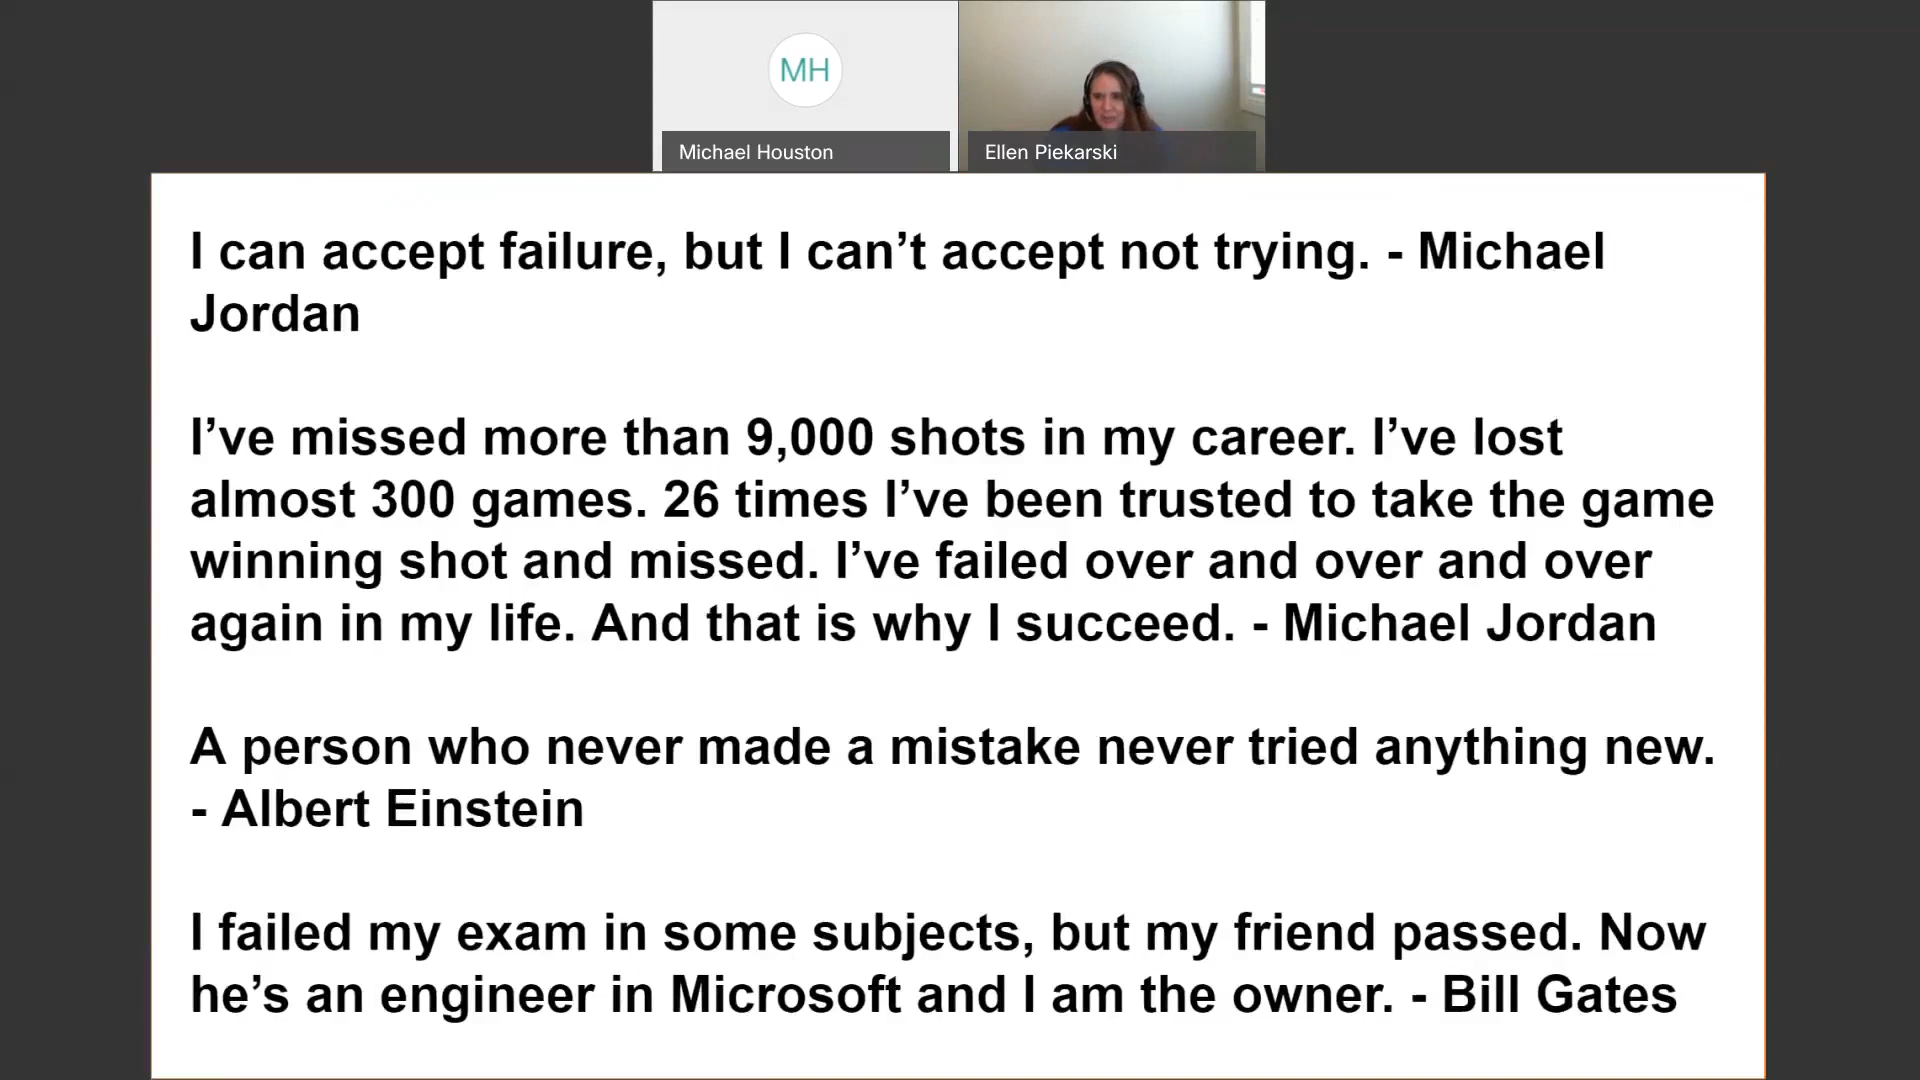 MH
Michael Houston
Ellen Piekarski
I can accept failure, but I can’t accept not trying. - Michael
Jordan
I’ve missed more than 9,000 shots in my career. I’ve lost
almost 300 games. 26 times I’ve been trusted to take the game
winning shot and missed. I’ve failed over and over and over
again in my life. And that is why I succeed. - Michael Jordan
A person who never made a mistake never tried anything new.
- Albert Einstein
I failed my exam in some subjects, but my friend passed. Now
he’s an engineer in Microsoft and I am the owner. - Bill Gates